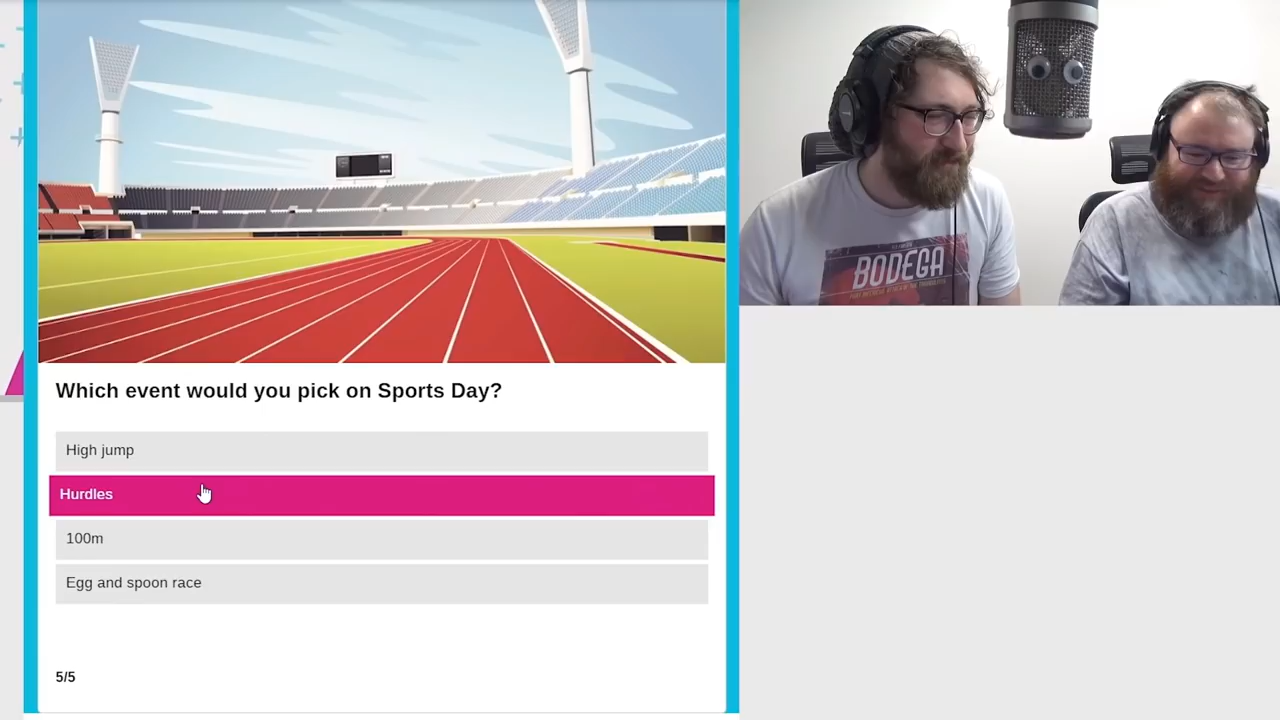 BODEGA
Which event would you pick on Sports Day?
High jump
Hurdles
100m
Egg and spoon race
5/5